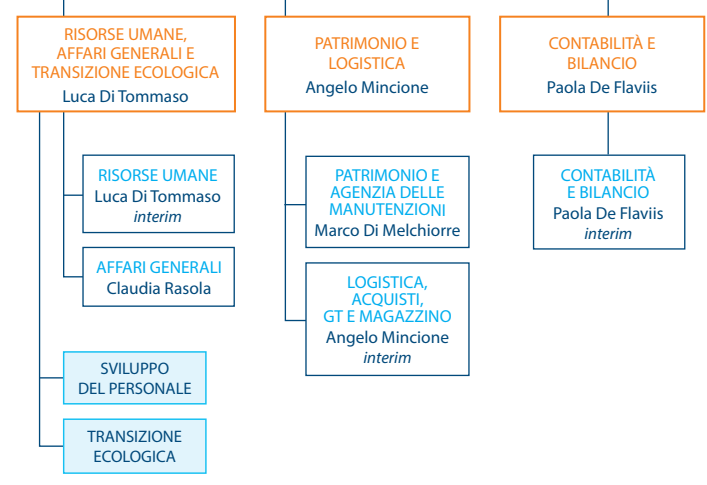 RISORSE UMANE,
AFFARI GENERALI E
TRANSIZIONE ECOLOGICA
Luca Di Tommaso
RISORSE UMANE
Luca Di Tommaso
interim
AFFARI GENERALI
Claudia Rasola
SVILUPPO
DEL PERSONALE
TRANSIZIONE
ECOLOGICA
PATRIMONIO E
LOGISTICA
Angelo Mincione
PATRIMONIO E
AGENZIA DELLE
MANUTENZIONI
Marco Di Melchiorre
LOGISTICA,
ACQUISTI,
GT E MAGAZZINO
Angelo Mincione
interim
CONTABILITÀ E
BILANCIO
Paola De Flaviis
CONTABILITÀ
E BILANCIO
Paola De Flaviis
interim